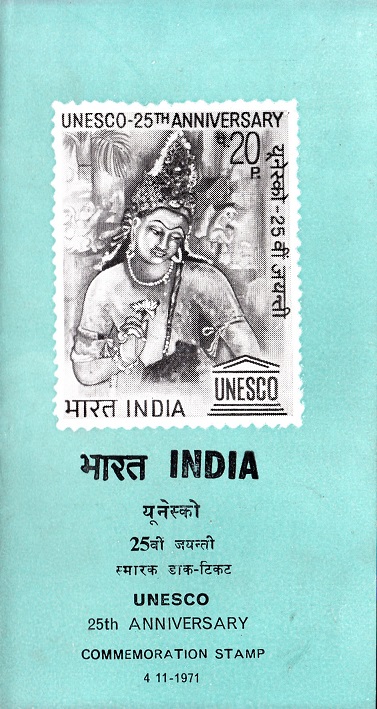 UNESCO-25TH ANNIVERSARY
प. 20 P.
यूनेस्को-25 वीं जयन्ती
UNESCO
भारत INDIA
भारत INDIA
यूनेस्को
25वीं जयन्ती
स्मारक डाक-टिकट
UNESCO
25th ANNIVERSARY
COMMEMORATION STAMP
4 11-1971